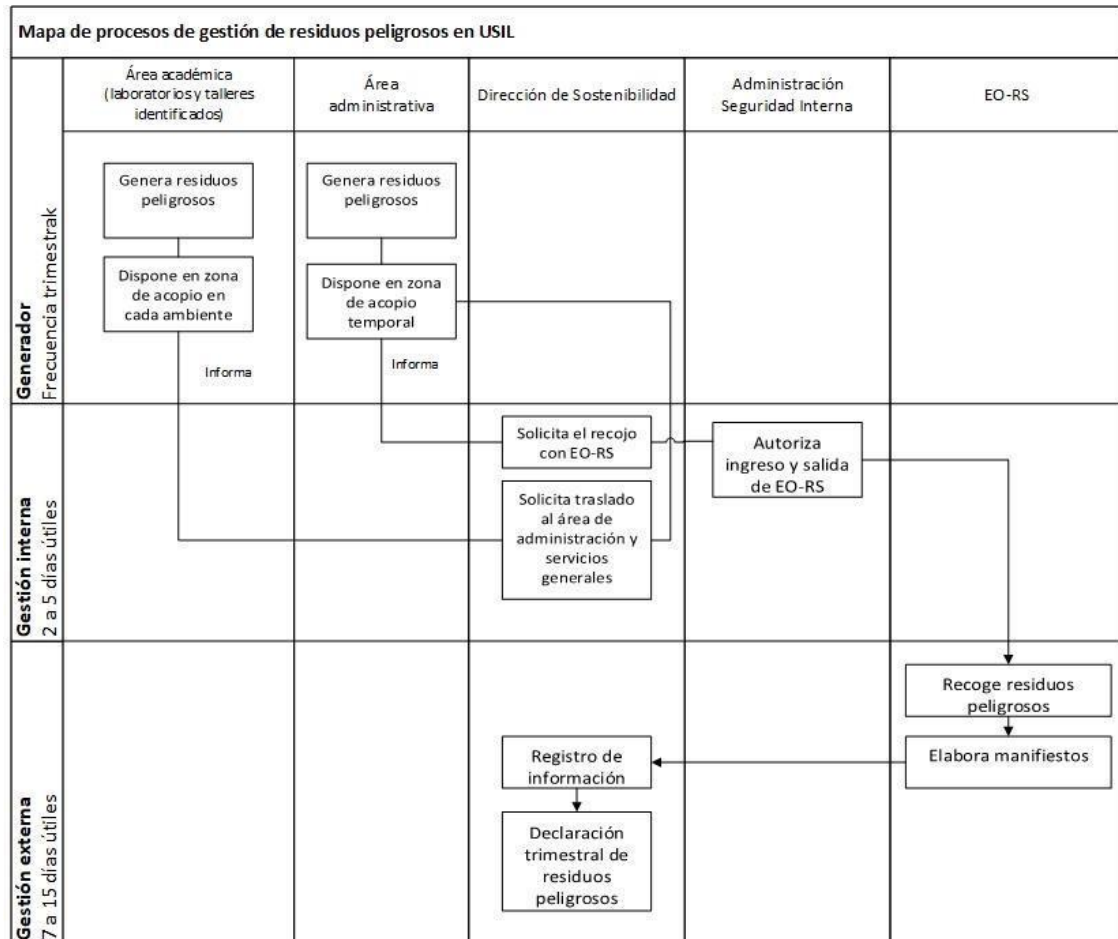 Mapa de procesos de gestión de residuos peligrosos en USIL
Área académica
(laboratorios y talleres
identificados)
Área
administrativa
Dirección de Sostenibilidad
Administración
Seguridad Interna
EO-RS
Generador
Frecuencia trimestrak
Genera residuos
peligrosos
Genera residuos
peligrosos
Dispone en zona
de acopio en
cada ambiente
Dispone en zona
de acopio
temporal
Informa
Informa
Gestión interna
2 a 5 días útiles
Solicita el recojo
con EO-RS
Autoriza
ingreso y salida
de EO-RS
Solicita traslado
al área de
administración y
servicios
generales
Gestión externa
7 a 15 días útiles
Recoge residuos
peligrosos
Elabora manifiestos
Registro de
información
Declaración
trimestral de
residuos
peligrosos